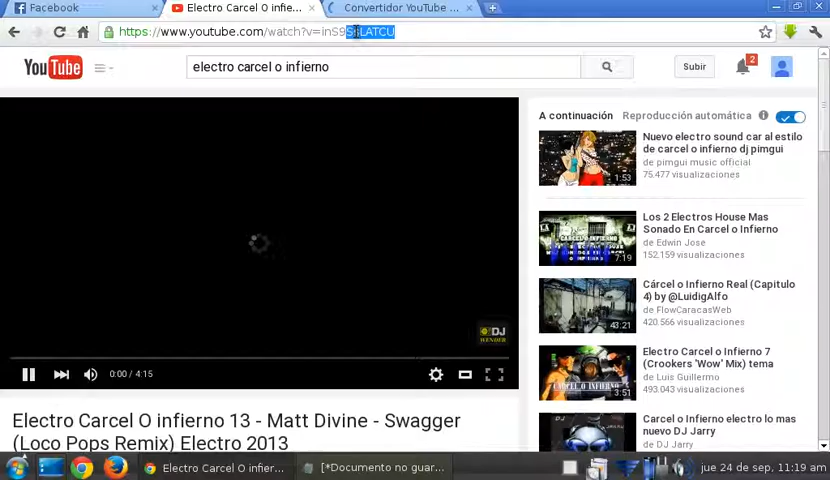 Facebook
Electro Carcel O infie...
Convertidor YouTube ...
https://www.youtube.com/watch?v=inS9
YouTube
electro carcel o infierno
Subir
2
A continuación
Reproducción automática
Nuevo electro sound car al estilo
de carcel o infierno dj pimgui
de pimgui music official
75.477 visualizaciones
1:53
Los 2 Electros House Mas
Sonado En Carcel o Infierno
de Edwin Jose
152.159 visualizaciones
7:19
Cárcel o Infierno Real (Capitulo
4) by @LuidigAlfo
de FlowCaracasWeb
420.566 visualizaciones
43:21
Electro Carcel o Infierno 7
(Crookers 'Wow' Mix) tema
de Luis Guillermo
493.043 visualizaciones
3:51
Carcel o Infierno electro lo mas
nuevo DJ Jarry
de DJ Jarry
DJ
WENDER
0:00 / 4:15
Electro Carcel O infierno 13 - Matt Divine - Swagger
(Loco Pops Remix) Electro 2013
Electro Carcel O infier...
[*Documento no guar...
jue 24 de sep, 11:19 am